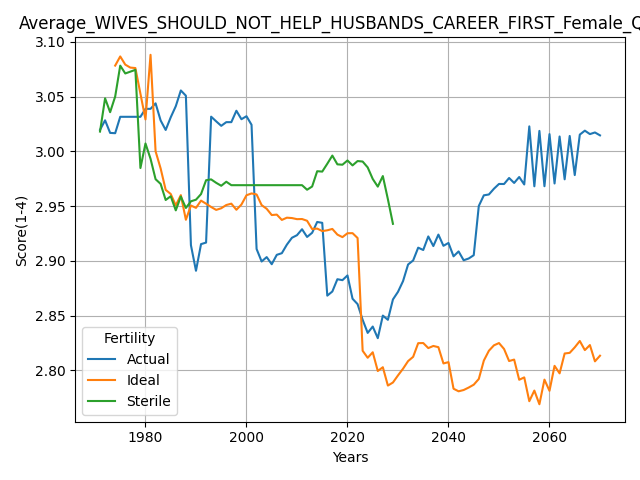 Average_WIVES_SHOULD_NOT_HELP_HUSBANDS_CAREER_FIRST_Female_Q
3.10
3.05
3.00
2.95
2.90
2.85
2.80
Score(1-4)
Fertility
Actual
Ideal
Sterile
1980 2000 2020 2040 2060
Years